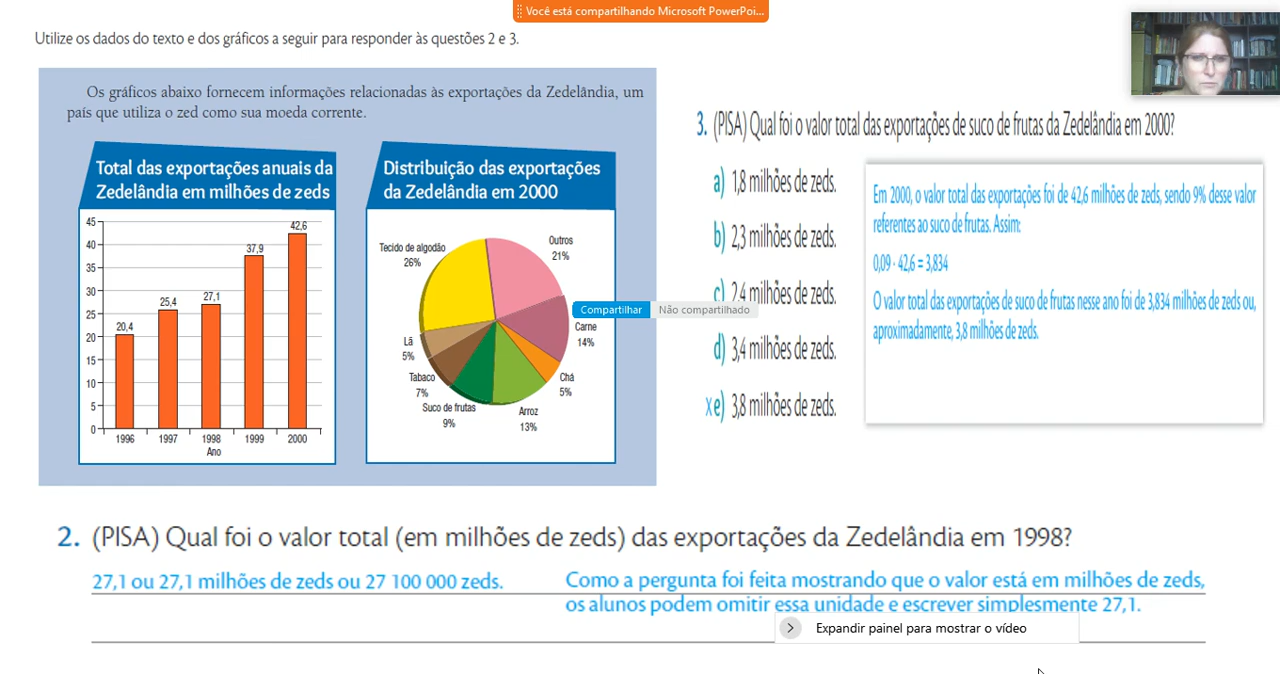 Você está compartilhando Microsoft PowerPoi...
Utilize os dados do texto e dos gráficos a seguir para responder às questões 2 e 3.
Os gráficos abaixo fornecem informações relacionadas às exportações da Zedelândia, um
país que utiliza o zed como sua moeda corrente.
Total das exportações anuais da
Zedelândia em milhões de zeds
45
40
35
30
25
20
15
10
5
0
20,4
25,4
27,1
37,9
42,6
1996
1997
1998
1999
2000
Ano
Distribuição das exportações
da Zedelândia em 2000
Tecido de algodão
26%
Outros
21%
Carne
14%
Chá
5%
Arroz
13%
Suco de frutas
9%
Tabaco
7%
Lã
5%
Compartilhar
Não compartilhado
3. (PISA) Qual foi o valor total das exportações de suco de frutas da Zedelândia em 2000?
a) 1,8 milhões de zeds.
b) 2,3 milhões de zeds.
c) 2,4 milhões de zeds.
d) 3,4 milhões de zeds.
x e) 3,8 milhões de zeds.
Em 2000, o valor total das exportações foi de 42,6 milhões de zeds, sendo 9% desse valor
referentes ao suco de frutas. Assim:
0,09 · 42,6 = 3,834
O valor total das exportações de suco de frutas nesse ano foi de 3,834 milhões de zeds ou,
aproximadamente, 3,8 milhões de zeds.
2. (PISA) Qual foi o valor total (em milhões de zeds) das exportações da Zedelândia em 1998?
27,1 ou 27,1 milhões de zeds ou 27 100 000 zeds.
Como a pergunta foi feita mostrando que o valor está em milhões de zeds,
os alunos podem omitir essa unidade e escrever simplesmente 27,1.
Expandir painel para mostrar o vídeo